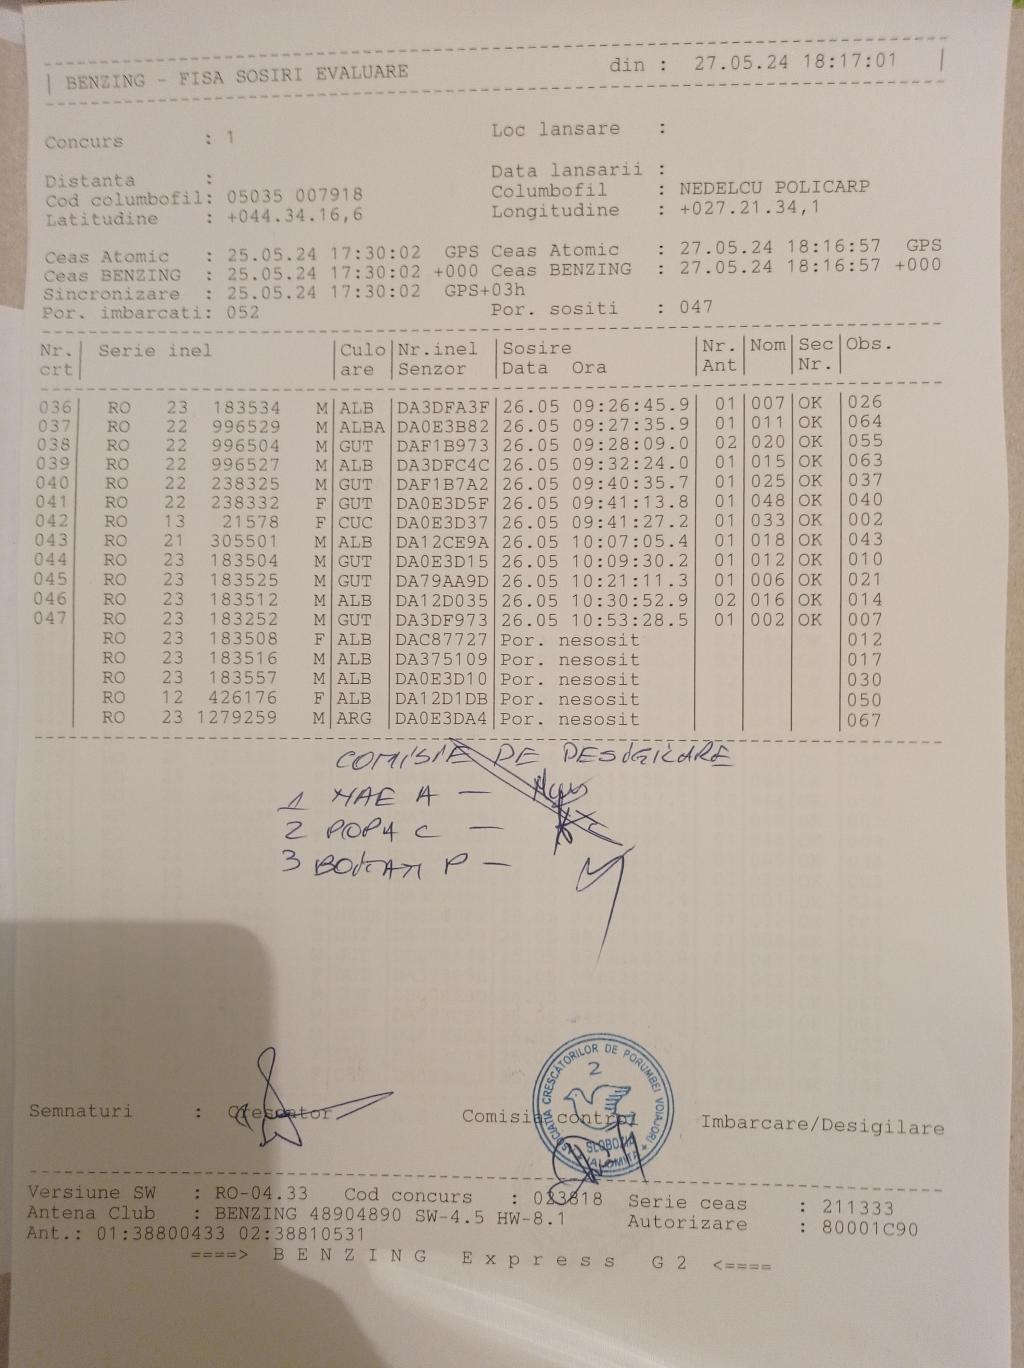 BENZING - FISA SOSIRI EVALUARE din : 27.05.24 18:17:01
Concurs : 1 Loc lansare :
Distanta : Data lansarii :
Cod columbofil: 05035 007918 Columbofil : NEDELCU POLICARP
Latitudine : +044.34.16,6 Longitudine : +027.21.34,1
Ceas Atomic : 25.05.24 17:30:02 GPS Ceas Atomic : 27.05.24 18:16:57 GPS
Ceas BENZING : 25.05.24 17:30:02 +000 Ceas BENZING : 27.05.24 18:16:57 +000
Sincronizare : 25.05.24 17:30:02 GPS+03h
Por. imbarcati: 052 Por. sositi : 047
Nr. Serie inel Culo Nr.inel Sosire Nr. Nom Sec Obs.
crt are Senzor Data Ora Ant Nr.
036 RO 23 183534 M ALB DA3DFA3F 26.05 09:26:45.9 01 007 OK 026
037 RO 22 996529 M ALBA DA0E3B82 26.05 09:27:35.9 01 011 OK 064
038 RO 22 996504 M GUT DAF1B973 26.05 09:28:09.0 02 020 OK 055
039 RO 22 996527 M ALB DA3DFC4C 26.05 09:32:24.0 01 015 OK 063
040 RO 22 238325 M GUT DAF1B7A2 26.05 09:40:35.7 01 025 OK 037
041 RO 22 238332 F GUT DA0E3D5F 26.05 09:41:13.8 01 048 OK 040
042 RO 13 21578 F CUC DA0E3D37 26.05 09:41:27.2 01 033 OK 002
043 RO 21 305501 M ALB DA12CE9A 26.05 10:07:05.4 01 018 OK 043
044 RO 23 183504 M GUT DA0E3D15 26.05 10:09:30.2 01 012 OK 010
045 RO 23 183525 M GUT DA79AA9D 26.05 10:21:11.3 01 006 OK 021
046 RO 23 183512 M ALB DA12D035 26.05 10:30:52.9 02 016 OK 014
047 RO 23 183252 M GUT DA3DF973 26.05 10:53:28.5 01 002 OK 007
RO 23 183508 F ALB DAC87727 Por. nesosit 012
RO 23 183516 M ALB DA375109 Por. nesosit 017
RO 23 183557 M ALB DA0E3D10 Por. nesosit 030
RO 12 426176 F ALB DA12D1DB Por. nesosit 050
RO 23 1279259 M ARG DA0E3DA4 Por. nesosit 067
COMISIE DE DESIGILARE
1 NAE A –
2 POPA C –
3 P –
ASOCIATIA CRESCATORILOR DE PORUMBEI VOIAJORI
2
SLOBOZIA
IALOMITA
Semnaturi : Crescator Comisia control Imbarcare/Desigilare
Versiune SW : RO-04.33 Cod concurs : 023818 Serie ceas : 211333
Antena Club : BENZING 48904890 SW-4.5 HW-8.1 Autorizare : 80001C90
Ant.: 01:38800433 02:38810531
====> B E N Z I N G E x p r e s s G 2 <====